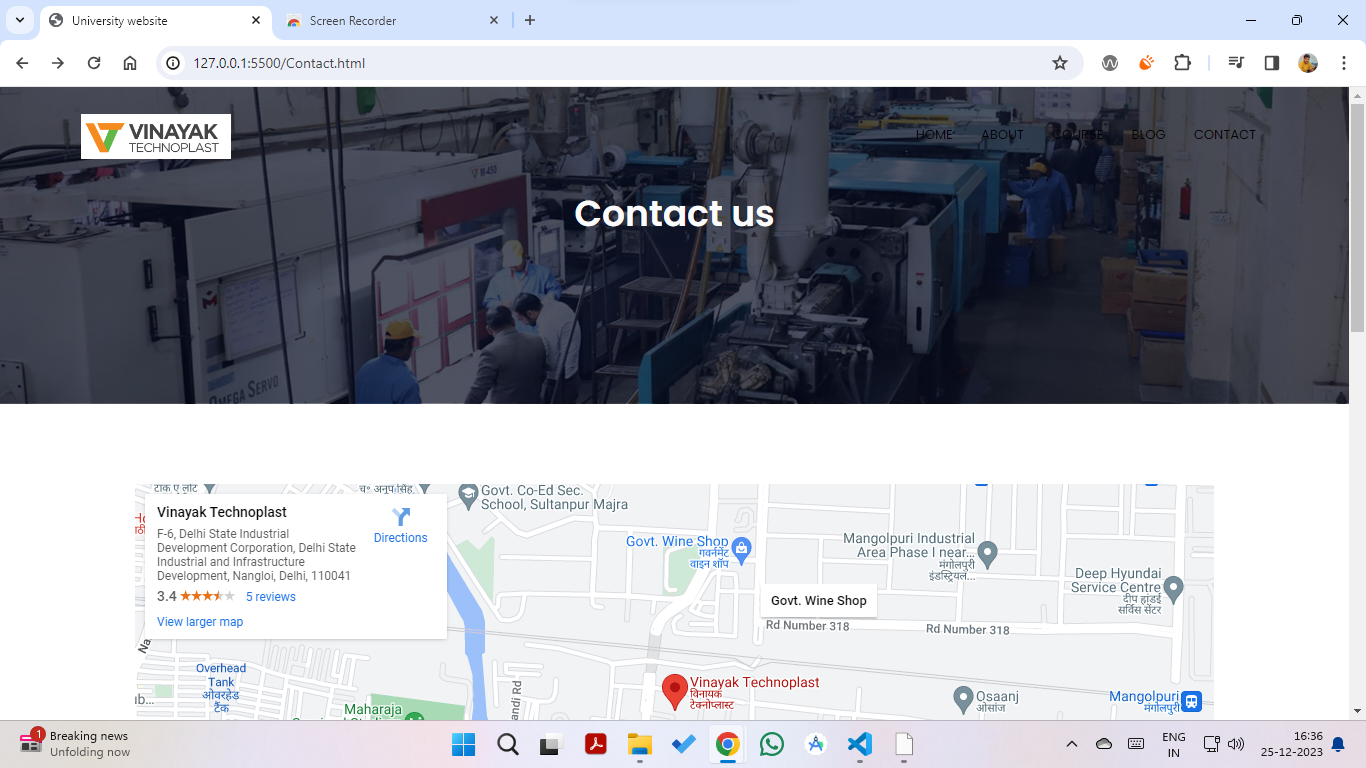 University website
Screen Recorder
127.0.0.1:5500/Contact.html
VINAYAK
TECHNOPLAST
HOME ABOUT COURSE BLOG CONTACT
M450
Contact us
OMEGA SERVO
Vinayak Technoplast
F-6, Delhi State Industrial
Development Corporation, Delhi State
Industrial and Infrastructure
Development, Nangloi, Delhi, 110041
3.4 5 reviews
View larger map
Directions
Govt. Co-Ed Sec.
School, Sultanpur Majra
Govt. Wine Shop
गवर्नमेंट
वाइन शॉप
Govt. Wine Shop
Mangolpuri Industrial
Area Phase I near...
मंगोलपुरी
इंडस्ट्रियल...
Deep Hyundai
Service Centre
दीप हुंडई
सर्विस सेंटर
Rd Number 318
Rd Number 318
Overhead
Tank
ओवरहेड
टैंक
Vinayak Technoplast
विनायक
टेक्नोप्लास्ट
Osaanj
ओसांज
Mangolpuri
मंगोलपुरी
Maharaja
1
Breaking news
Unfolding now
ENG
IN
16:36
25-12-2023